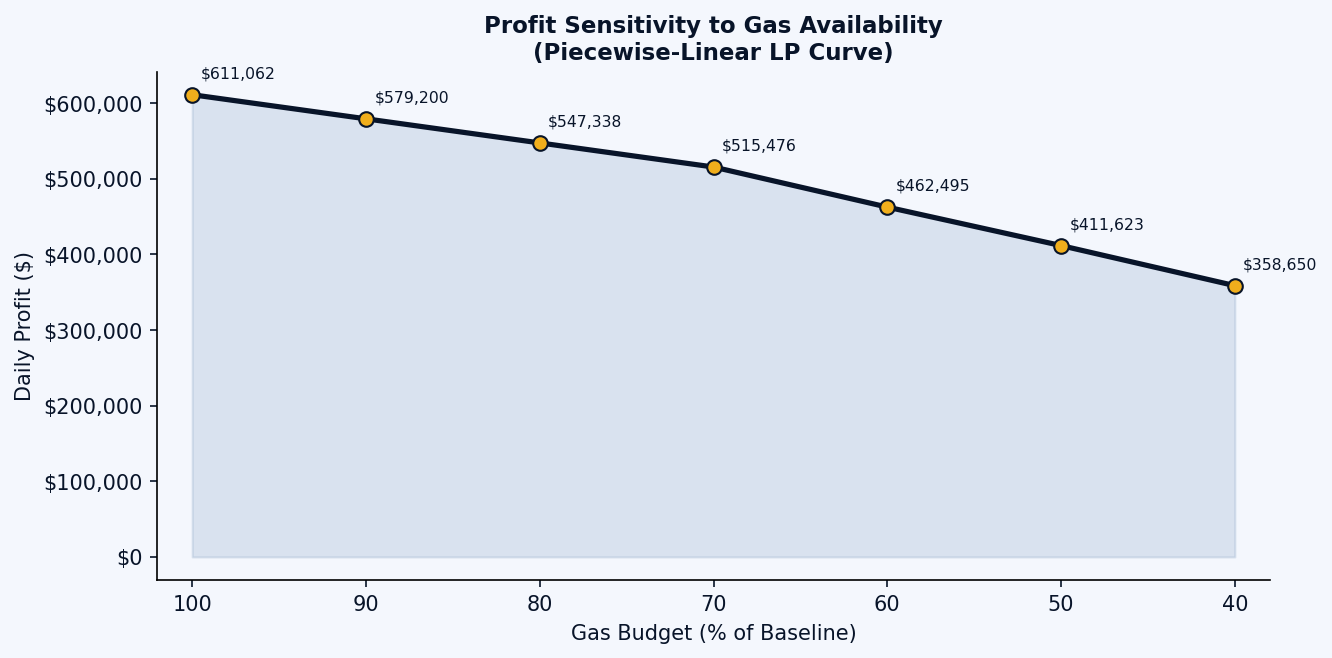 Profit Sensitivity to Gas Availability
(Piecewise-Linear LP Curve)
$611,062
$579,200
$547,338
$515,476
$462,495
$411,623
$358,650
Daily Profit ($)
$600,000
$500,000
$400,000
$300,000
$200,000
$100,000
$0
100 90 80 70 60 50 40
Gas Budget (% of Baseline)